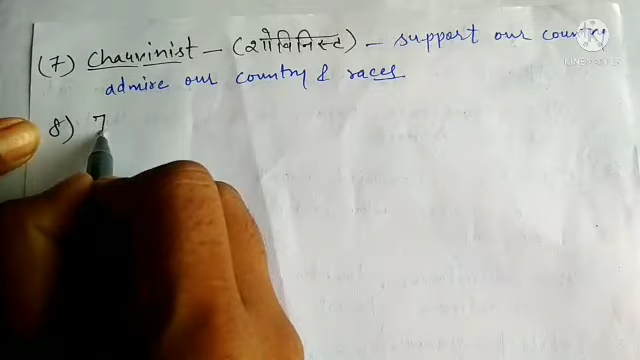 (7) Chauvinist - (शोविनिस्ट) - support our country
admire our country & races
8) 7